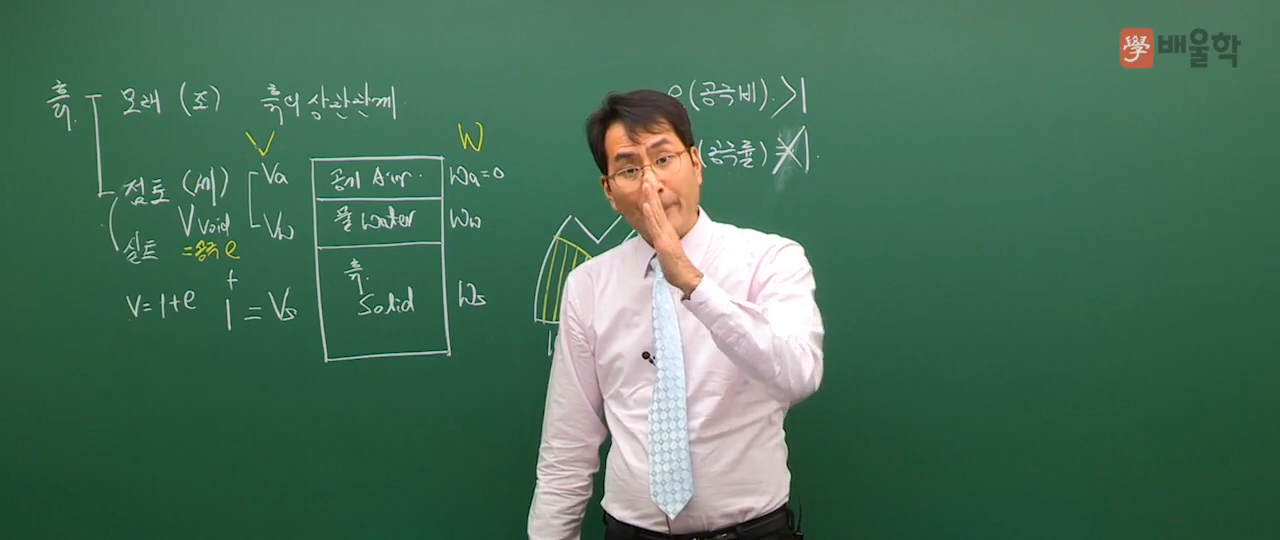 學 배울학
흙 모래 (조) 흙의 상관관계
e (공극비) >1
V W
(공극률) >1
점토 (세) Va 공기 Air Wa=0
Vvoid Vw 물 water Ww
실트 =공극 e
+
흙
V=1+e 1 = Vs Solid Ws